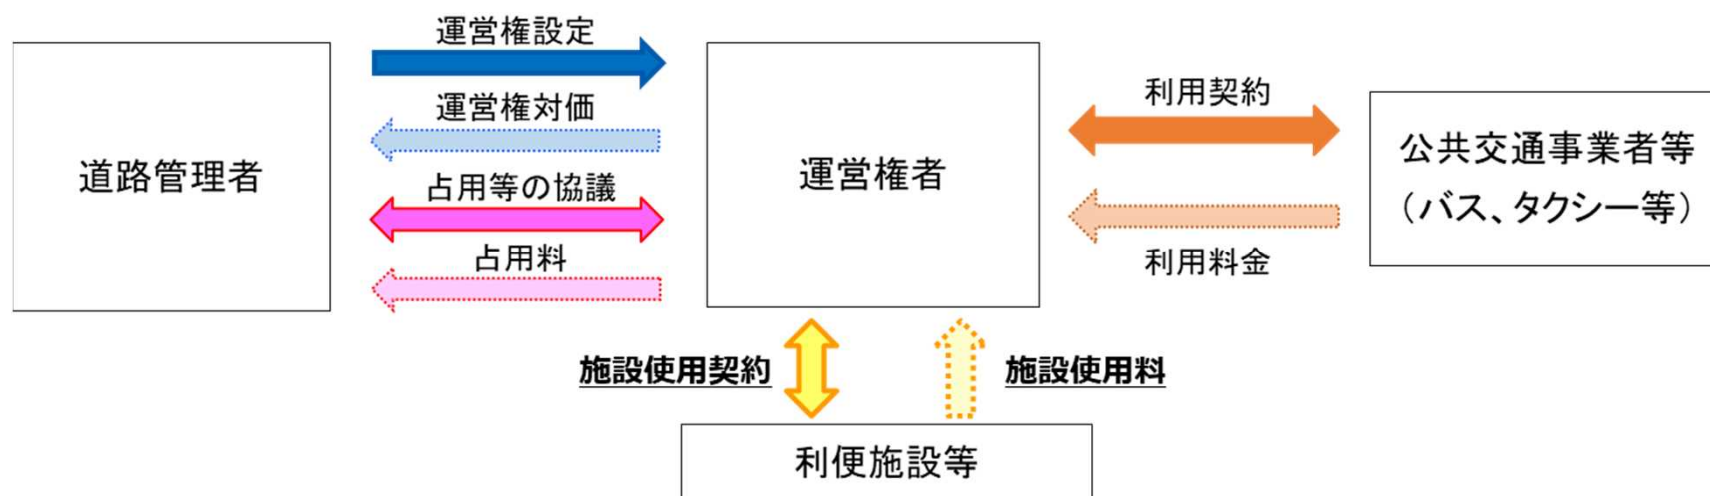 運営権設定
運営権対価
道路管理者
占用等の協議
占用料
運営権者
利用契約
公共交通事業者等
（バス、タクシー等）
利用料金
施設使用契約
施設使用料
利便施設等